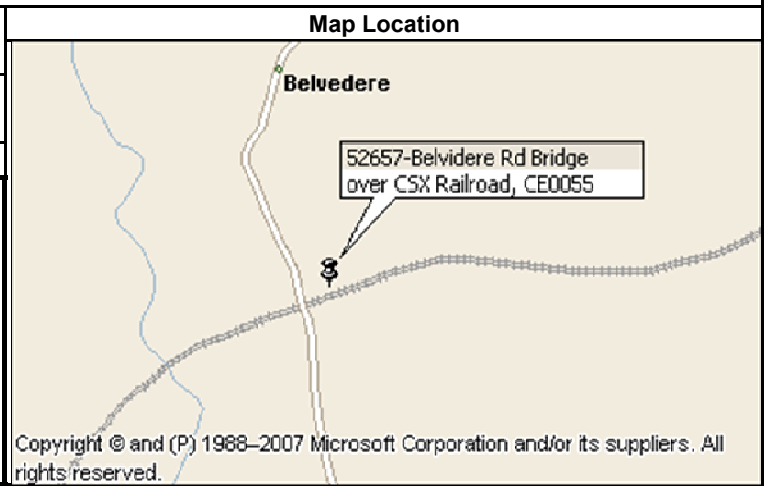 Map Location
Belvedere
52657-Belvidere Rd Bridge
over CSX Railroad, CE0055
Copyright © and (P) 1988–2007 Microsoft Corporation and/or its suppliers. All
rights reserved.